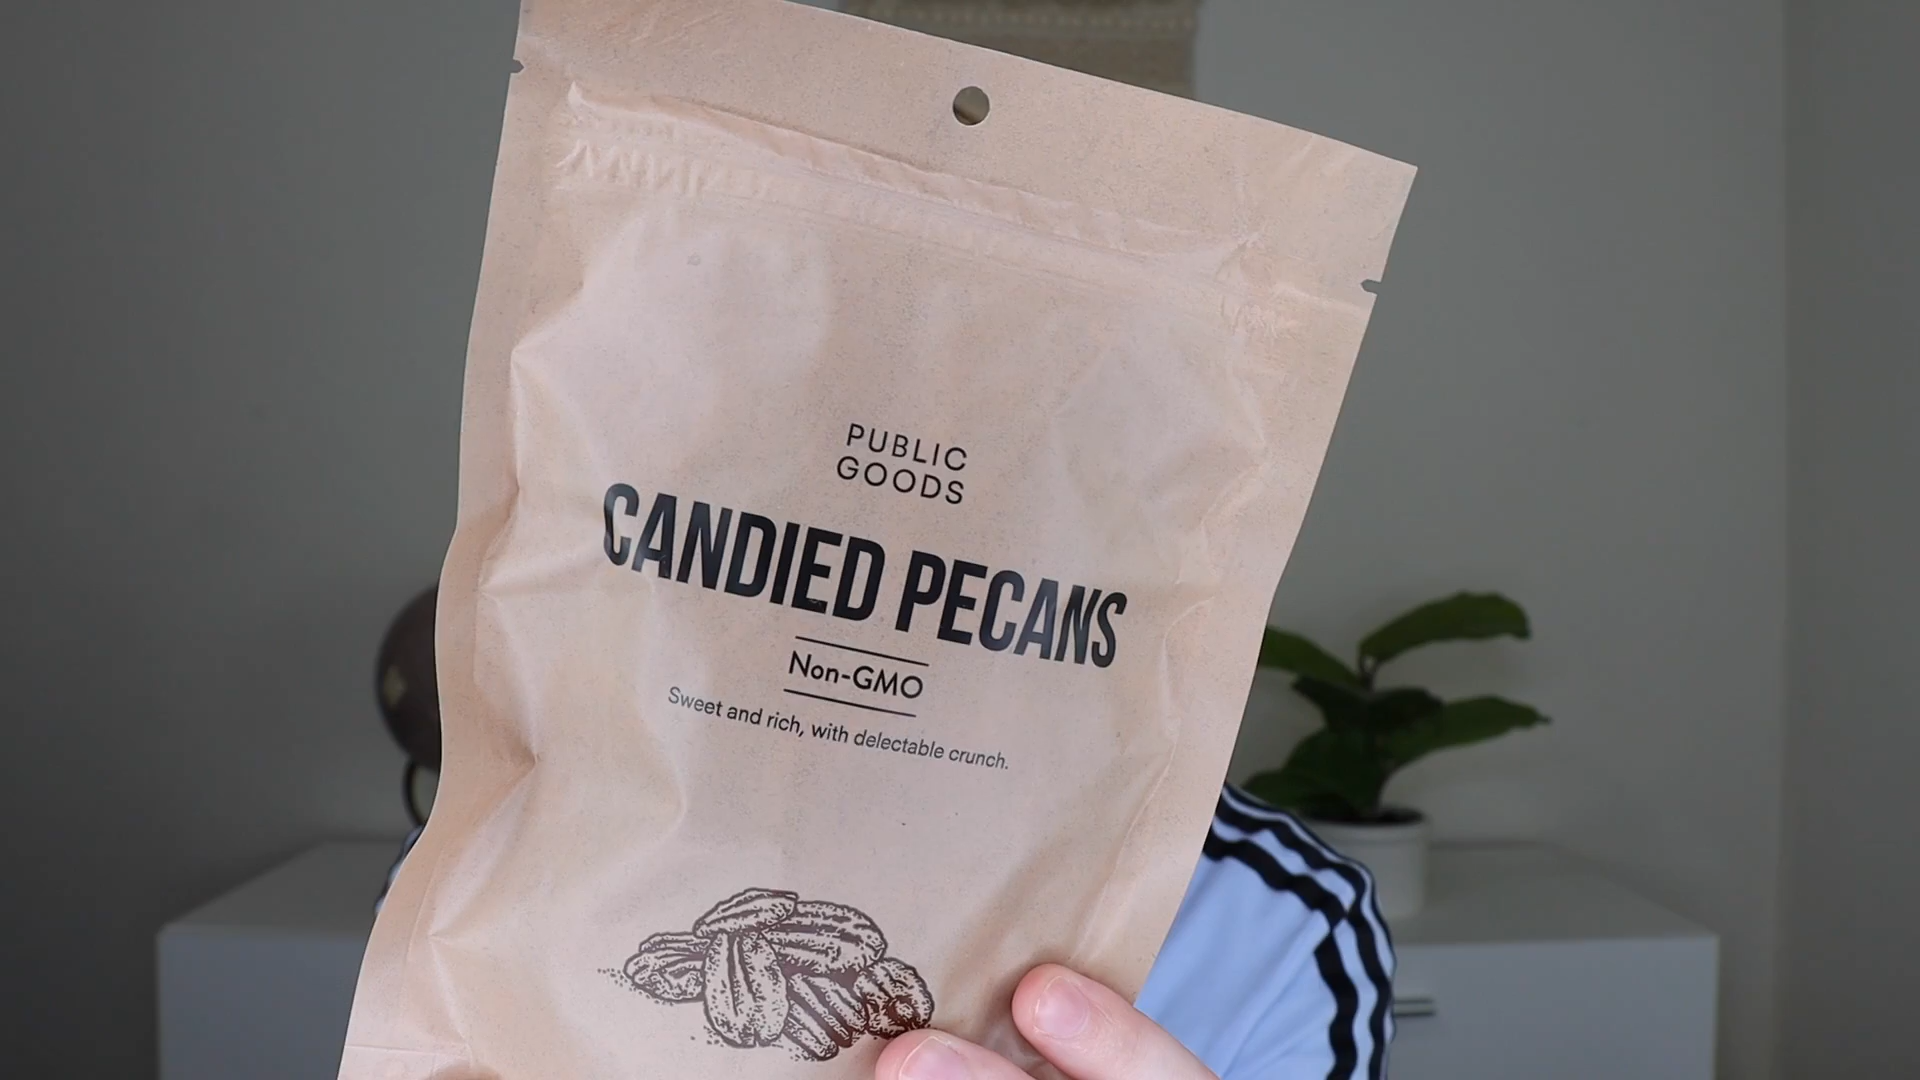 PUBLIC
GOODS
CANDIED PECANS
Non-GMO
Sweet and rich, with delectable crunch.